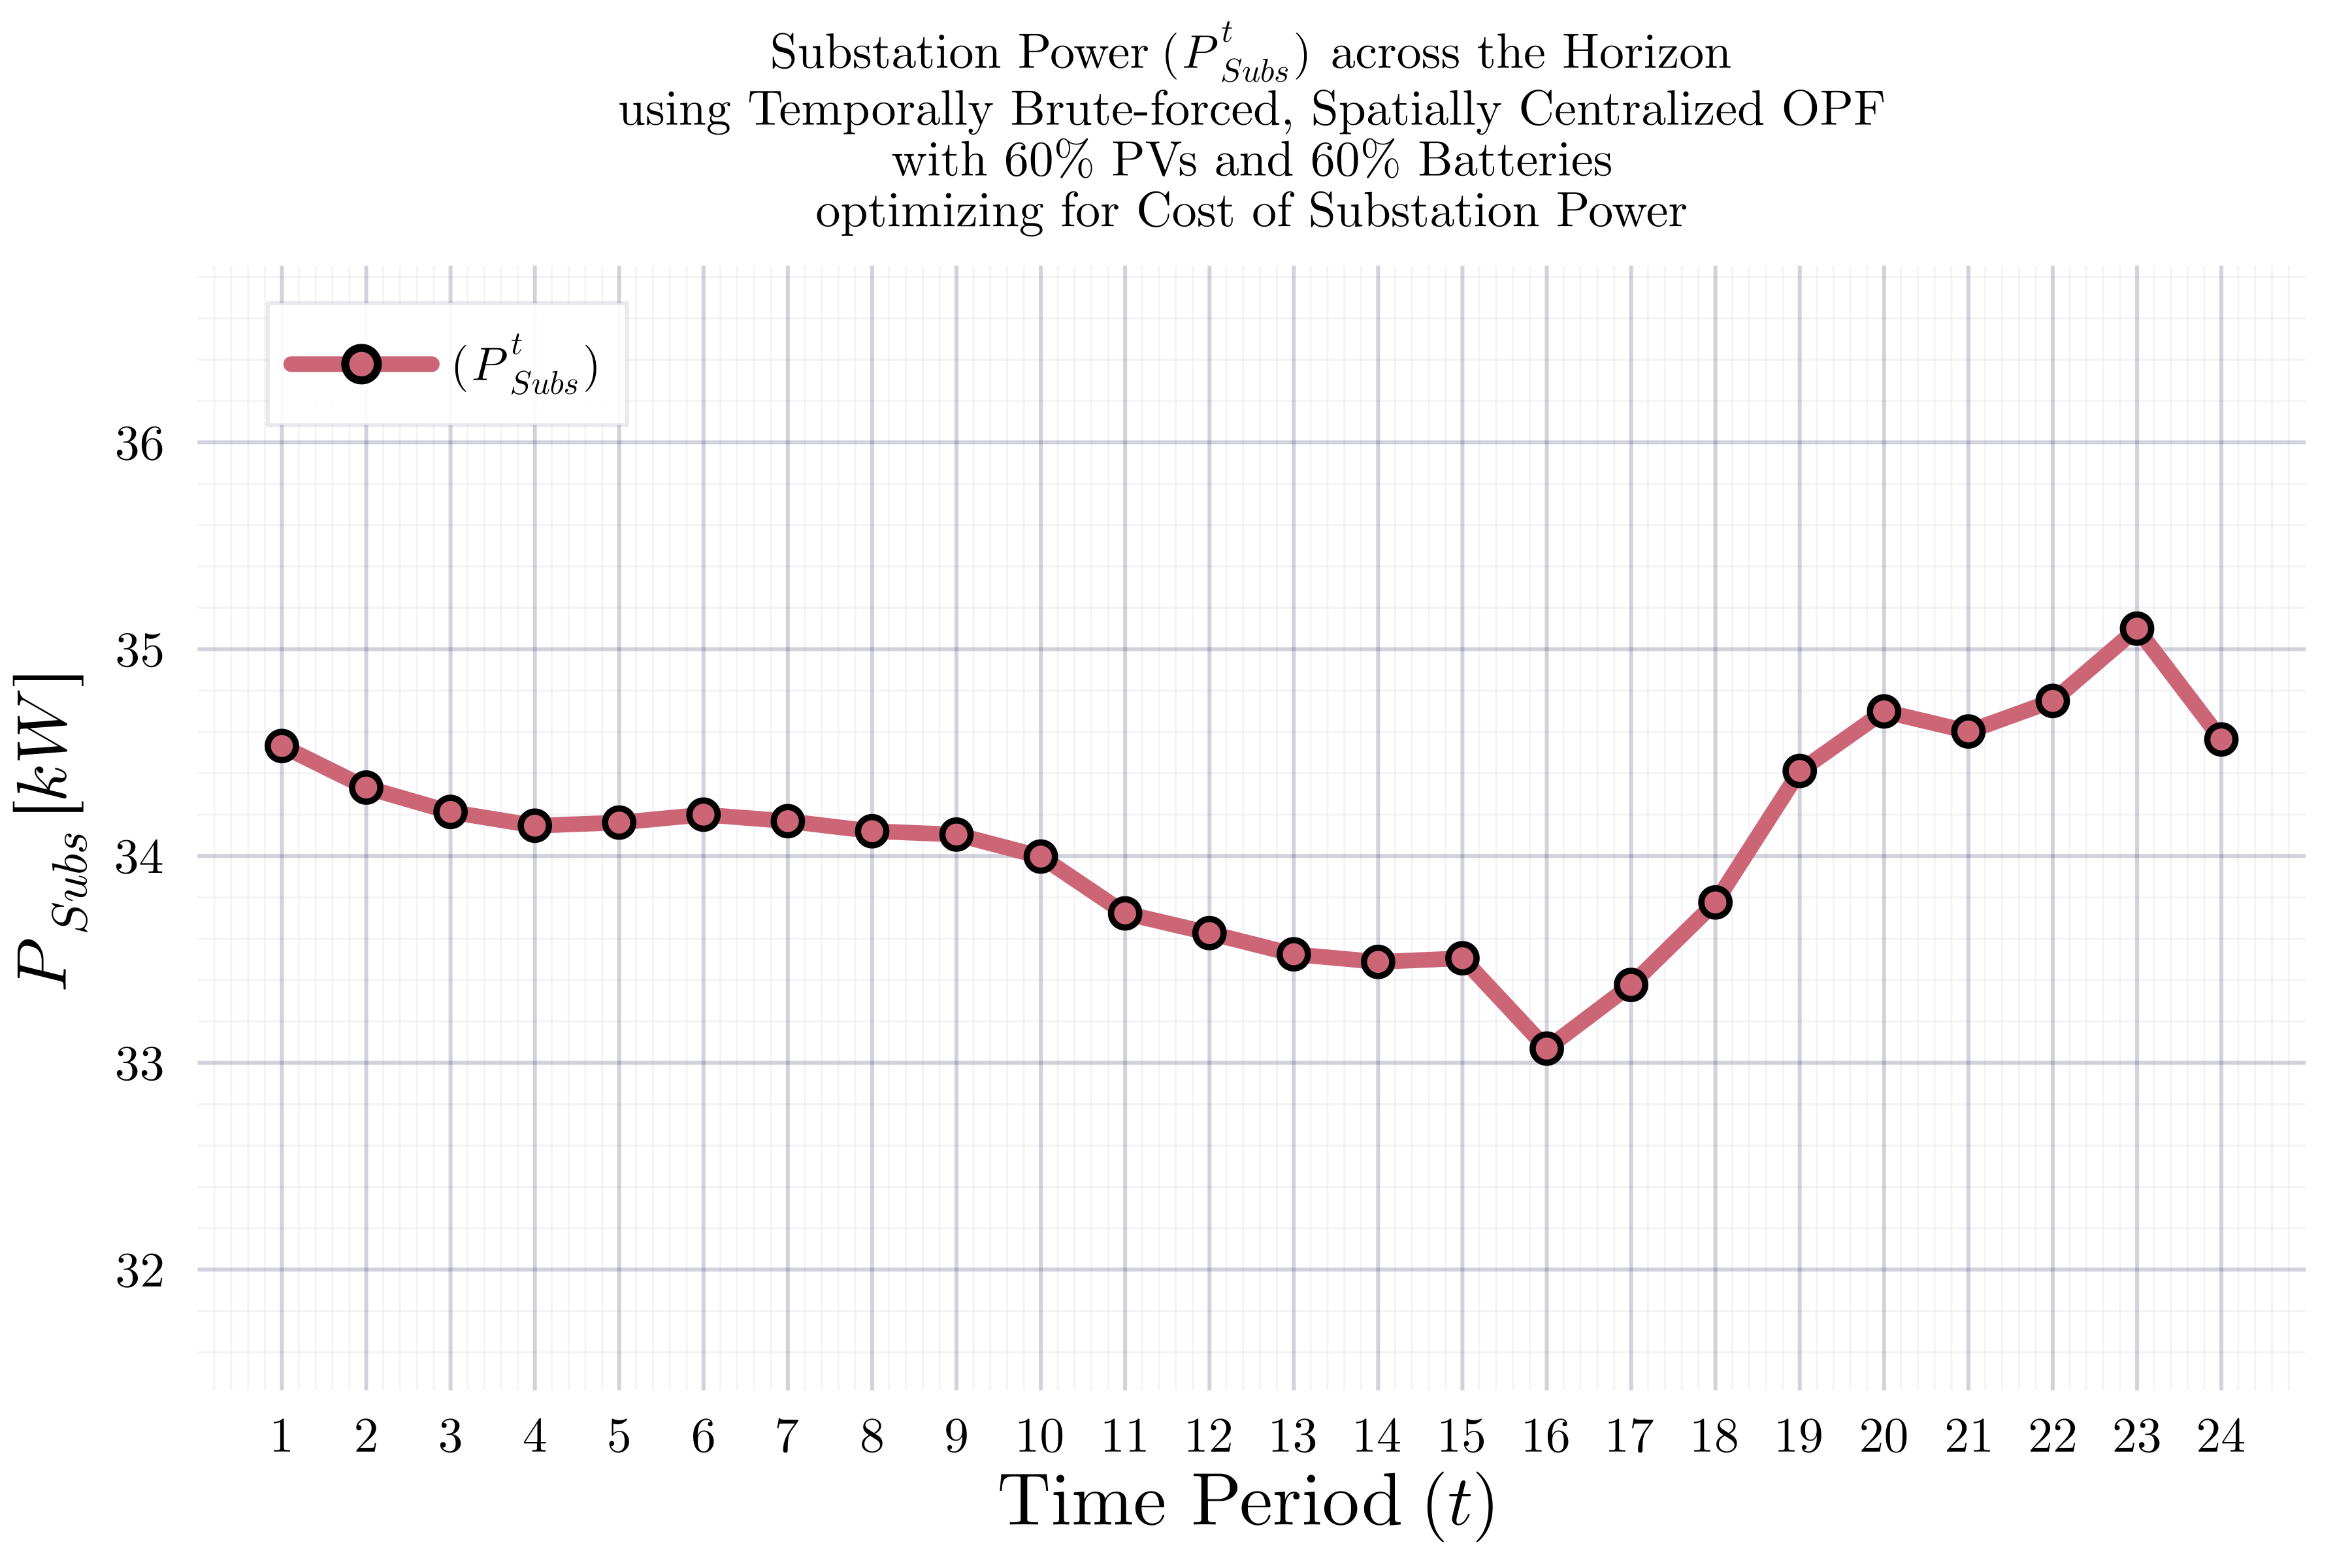 Substation Power (P^t_Subs) across the Horizon
using Temporally Brute-forced, Spatially Centralized OPF
with 60% PVs and 60% Batteries
optimizing for Cost of Substation Power
(P^t_Subs)
36
35
34
33
32
P_Subs [kW]
1 2 3 4 5 6 7 8 9 10 11 12 13 14 15 16 17 18 19 20 21 22 23 24
Time Period (t)